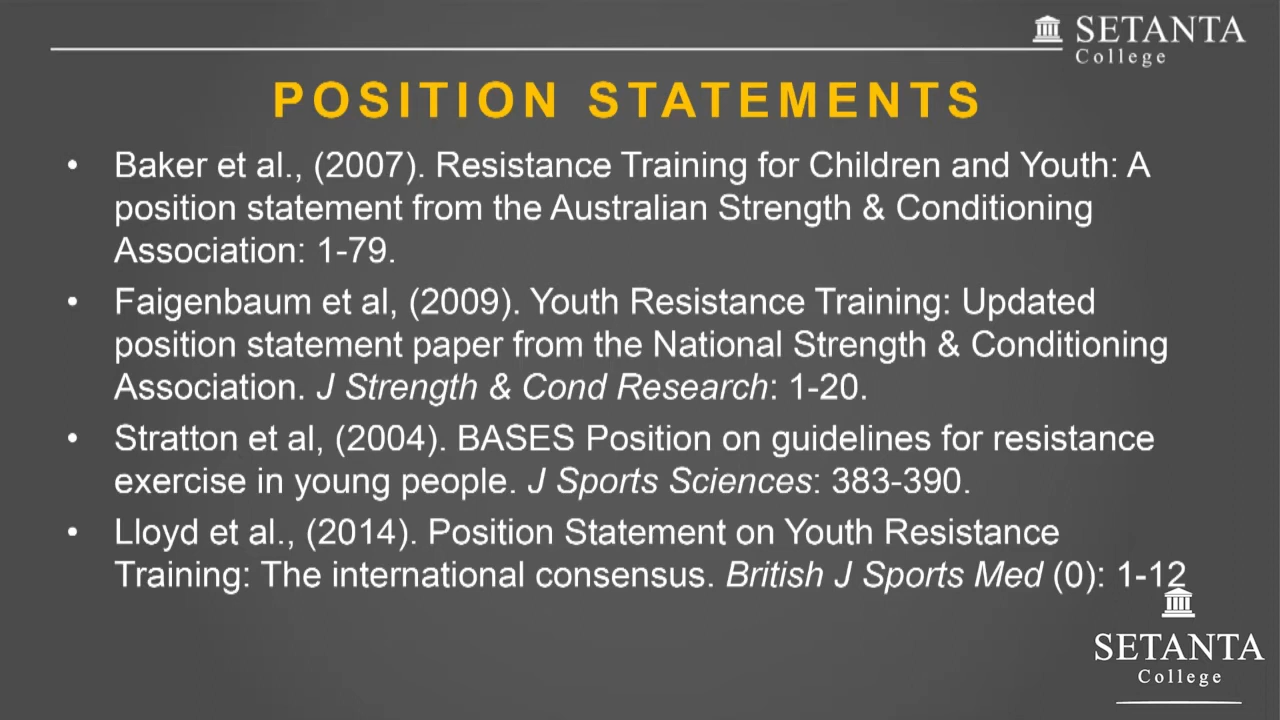 SETANTA
College
POSITION STATEMENTS
• Baker et al., (2007). Resistance Training for Children and Youth: A
position statement from the Australian Strength & Conditioning
Association: 1-79.
• Faigenbaum et al, (2009). Youth Resistance Training: Updated
position statement paper from the National Strength & Conditioning
Association. J Strength & Cond Research: 1-20.
• Stratton et al, (2004). BASES Position on guidelines for resistance
exercise in young people. J Sports Sciences: 383-390.
• Lloyd et al., (2014). Position Statement on Youth Resistance
Training: The international consensus. British J Sports Med (0): 1-12
SETANTA
College